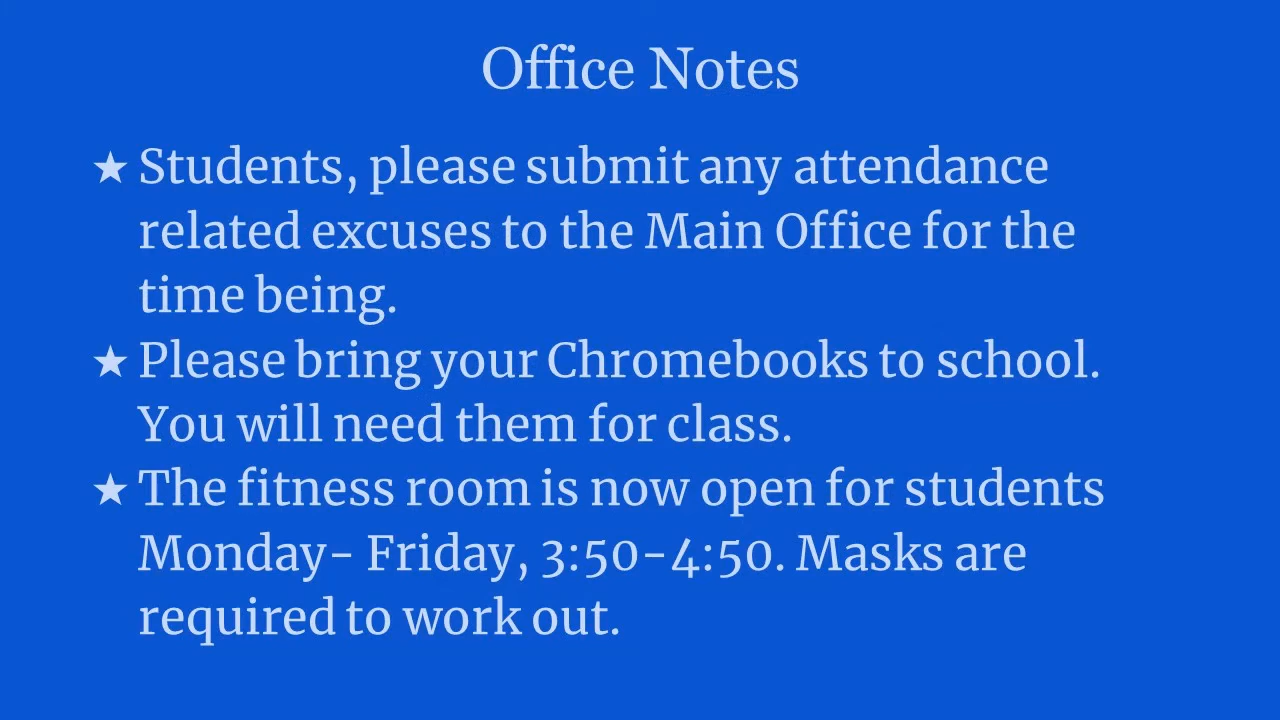 Office Notes
★ Students, please submit any attendance
related excuses to the Main Office for the
time being.
★ Please bring your Chromebooks to school.
You will need them for class.
★ The fitness room is now open for students
Monday- Friday, 3:50-4:50. Masks are
required to work out.